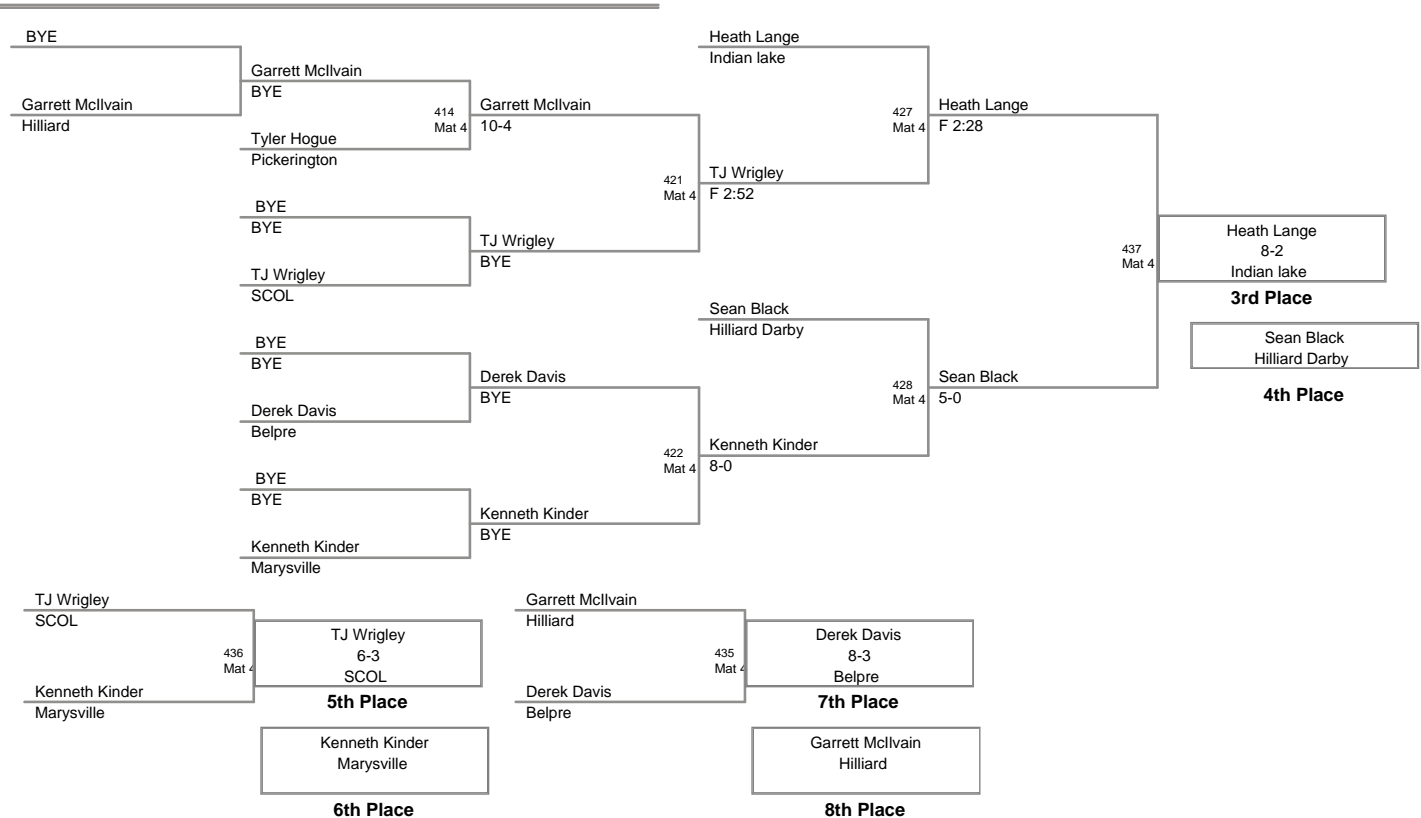 BYE
Garrett McIlvain
Hilliard
Garrett McIlvain
BYE
Tyler Hogue
Pickerington
BYE
BYE
TJ Wrigley
SCOL
BYE
BYE
Derek Davis
Belpre
BYE
BYE
Kenneth Kinder
Marysville
414
Mat 4
Garrett McIlvain
10-4
TJ Wrigley
BYE
Derek Davis
BYE
Kenneth Kinder
BYE
421
Mat 4
422
Mat 4
Heath Lange
Indian lake
TJ Wrigley
F 2:52
Sean Black
Hilliard Darby
Kenneth Kinder
8-0
427
Mat 4
428
Mat 4
Heath Lange
F 2:28
Sean Black
5-0
437
Mat 4
Heath Lange
8-2
Indian lake
3rd Place
Sean Black
Hilliard Darby
4th Place
TJ Wrigley
SCOL
Kenneth Kinder
Marysville
436
Mat 4
TJ Wrigley
6-3
SCOL
5th Place
Kenneth Kinder
Marysville
6th Place
Garrett McIlvain
Hilliard
Derek Davis
Belpre
435
Mat 4
Derek Davis
8-3
Belpre
7th Place
Garrett McIlvain
Hilliard
8th Place